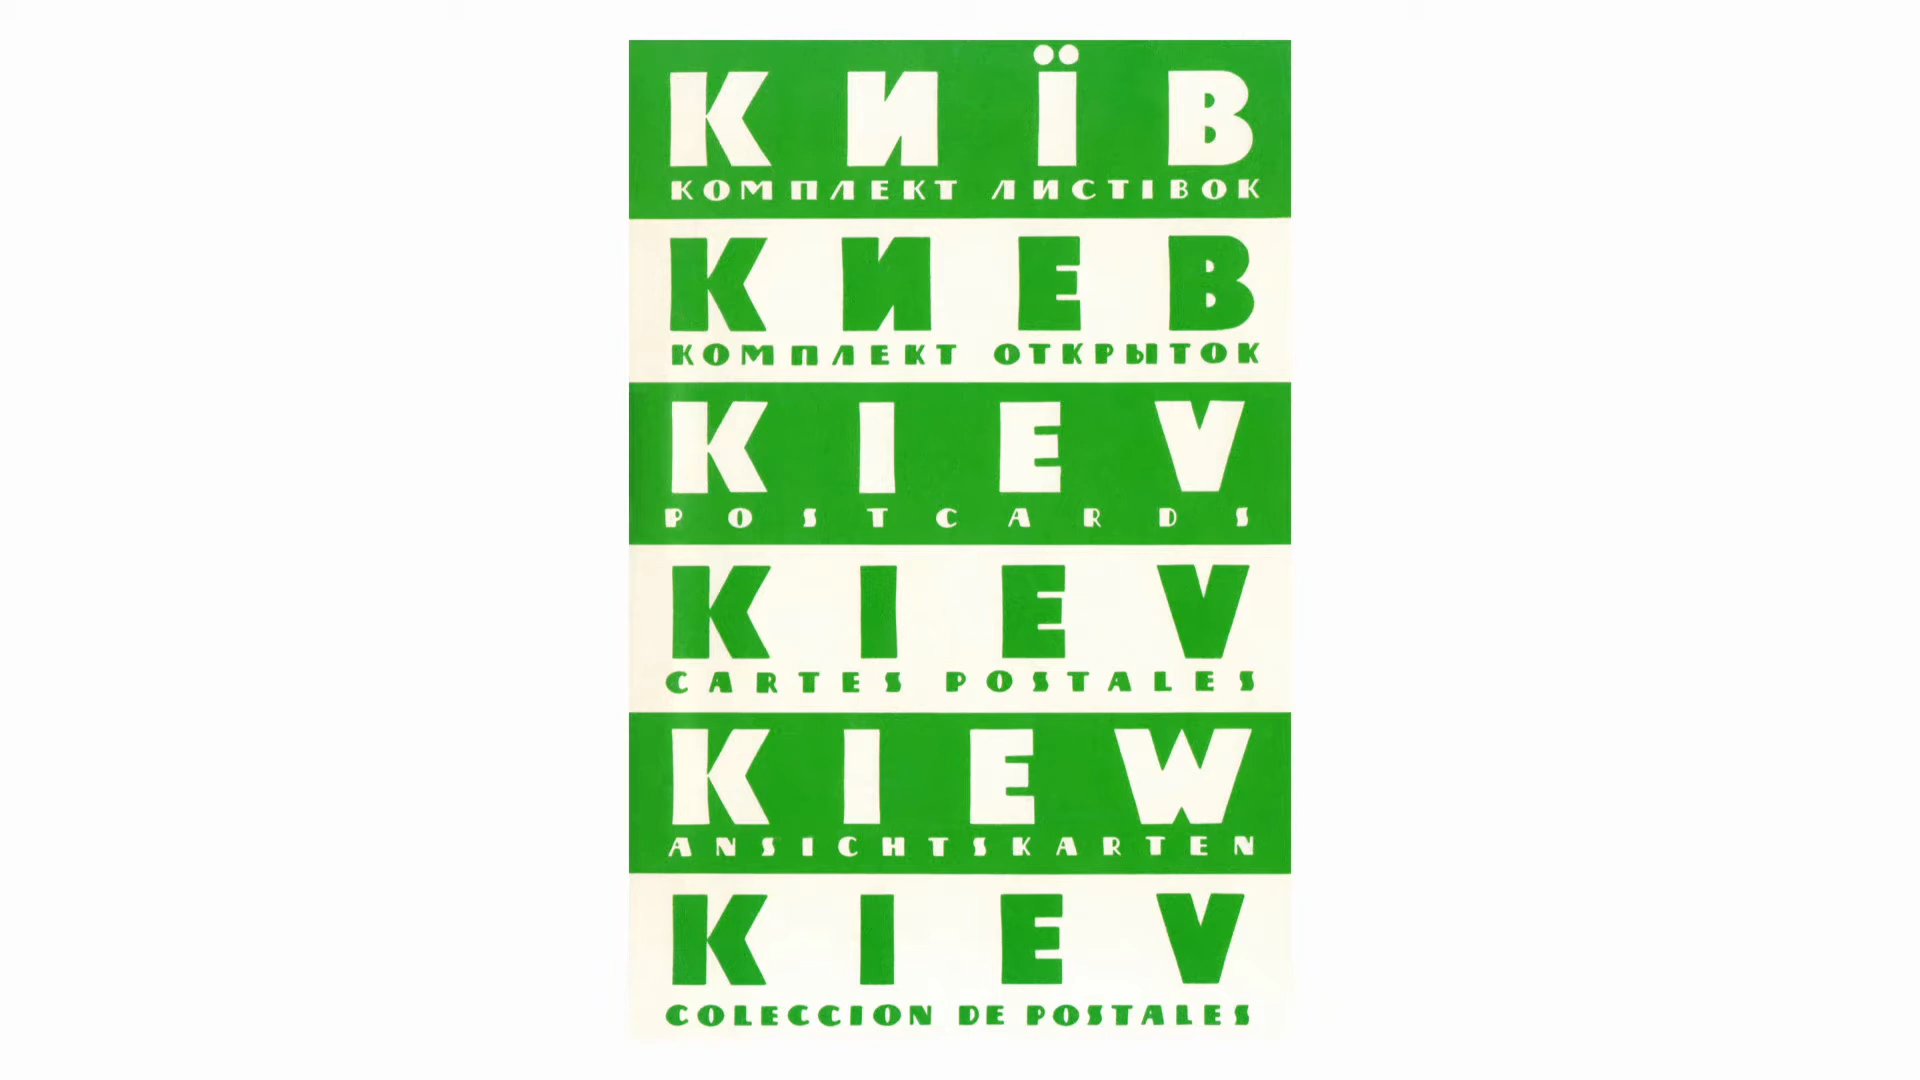 КИЇВ
КОМПЛЕКТ ЛИСТІВОК
КИЕВ
КОМПЛЕКТ ОТКРЫТОК
KIEV
POSTCARDS
KIEV
CARTES POSTALES
KIEW
ANSICHTSKARTEN
KIEV
COLECCION DE POSTALES